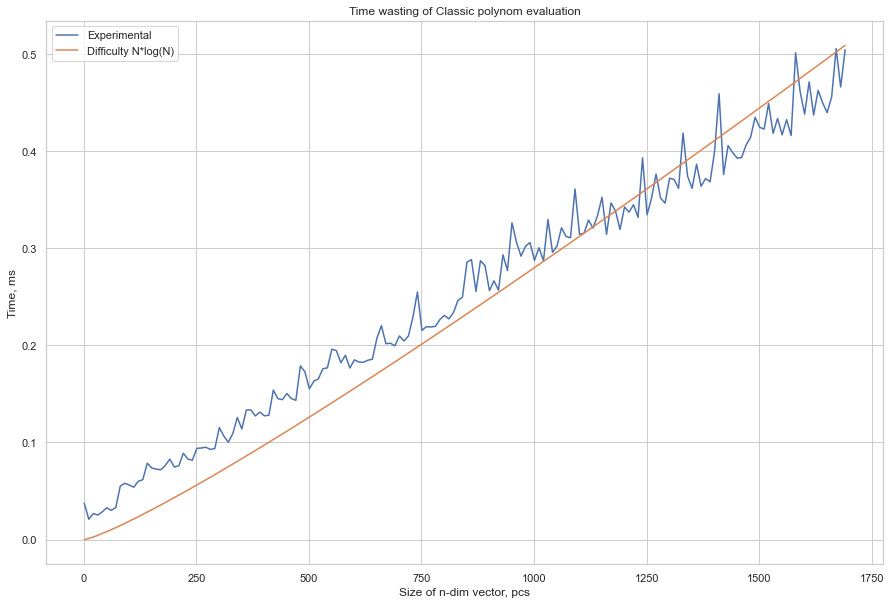 Time wasting of Classic polynom evaluation
Experimental
Difficulty N*log(N)
Time, ms
0.5
0.4
0.3
0.2
0.1
0.0
0
250
500
750
1000
1250
1500
1750
Size of n-dim vector, pcs